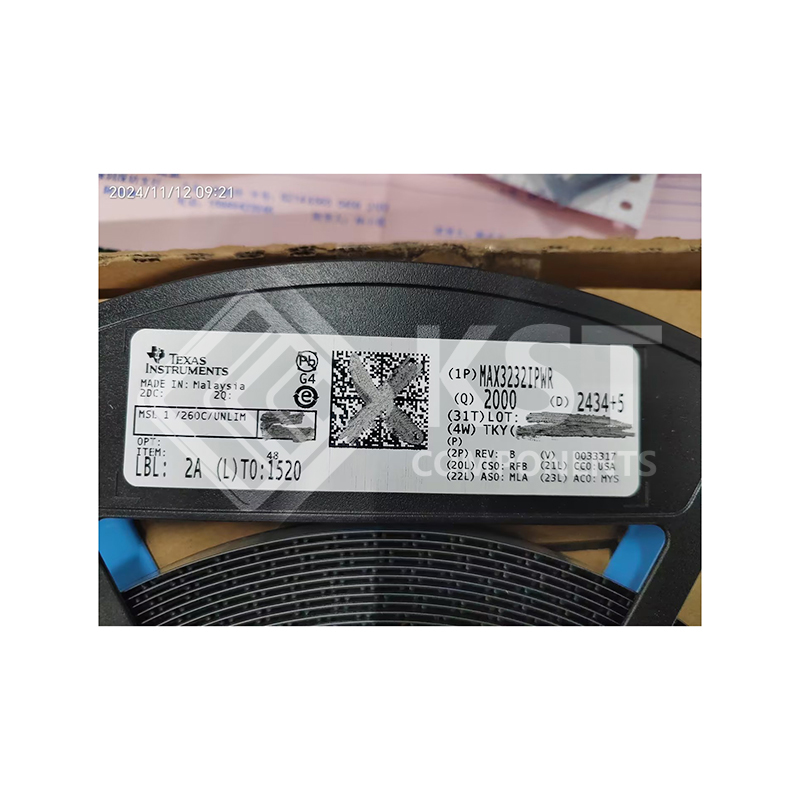 2024/11/12 09:21
KST
COMPONENTS
TEXAS
INSTRUMENTS
MADE IN: Malaysia
2DC: 2Q:
MSL 1 /260C/UNLIM
OPT:
ITEM: 48
LBL: 2A (L)TO:1520
Pb
G4
e
(1P) MAX3232IPWR
(Q) 2000 (D) 2434+5
(31T)LOT:
(4W) TKY(
(P)
(2P) REV: B (V) 0033317
(20L) CSO: RFB (21L) CCO:USA
(22L) ASO: MLA (23L) ACO: MYS